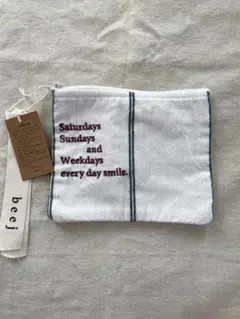 Saturdays
Sundays
and
Weekdays
every day smile.
beej